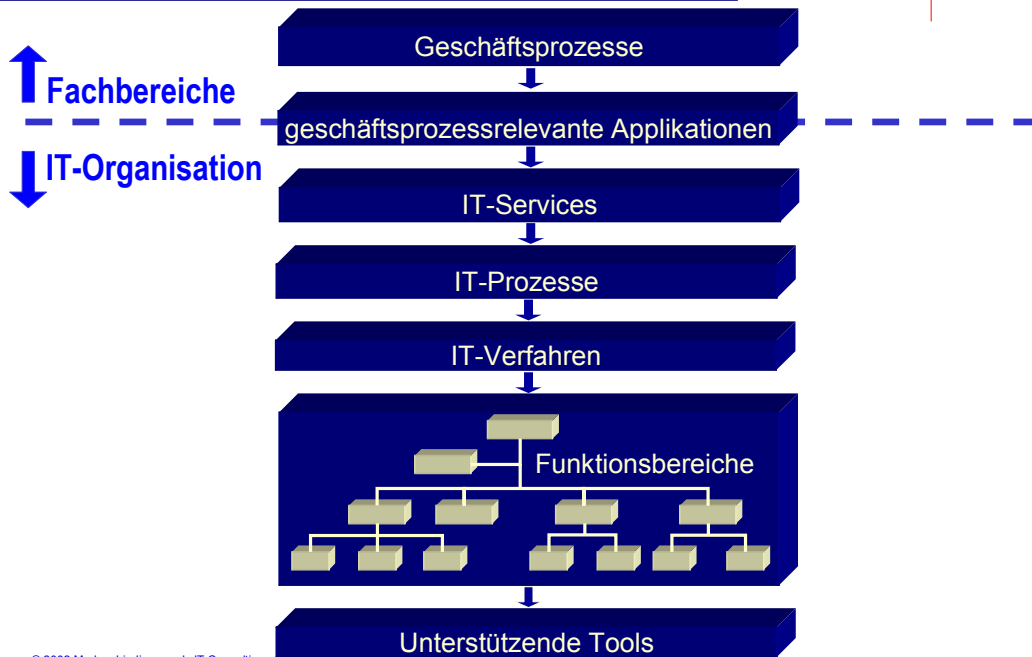 Geschäftsprozesse
Fachbereiche
geschäftsprozessrelevante Applikationen
IT-Organisation
IT-Services
IT-Prozesse
IT-Verfahren
Funktionsbereiche
Unterstützende Tools